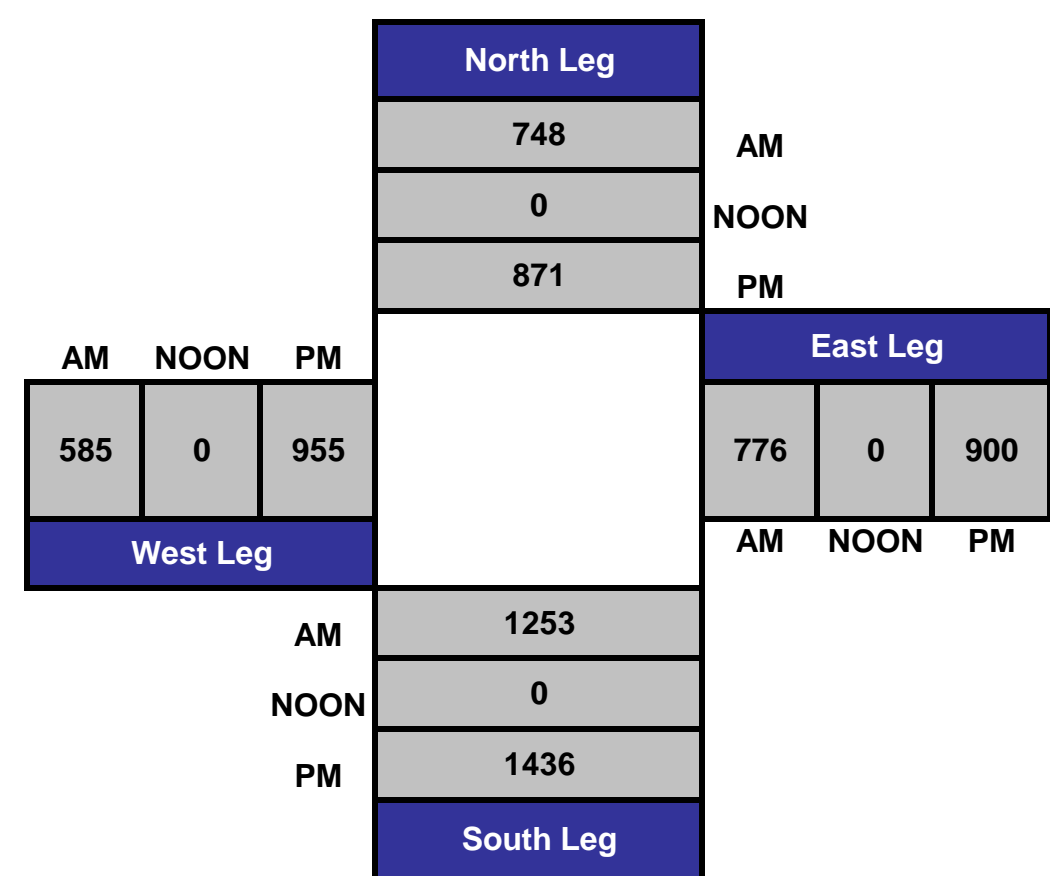 North Leg
748
AM
0
NOON
871
PM
East Leg
AM NOON PM
585 0 955
776 0 900
West Leg
AM NOON PM
AM
1253
NOON
0
PM
1436
South Leg